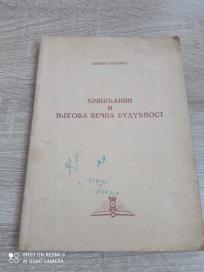 ХРИШЋАНИН
И
ЊЕГОВА ВЕЧНА БУДУЋНОСТ
SHOT ON REDMI 9
AI QUAD CAMERA